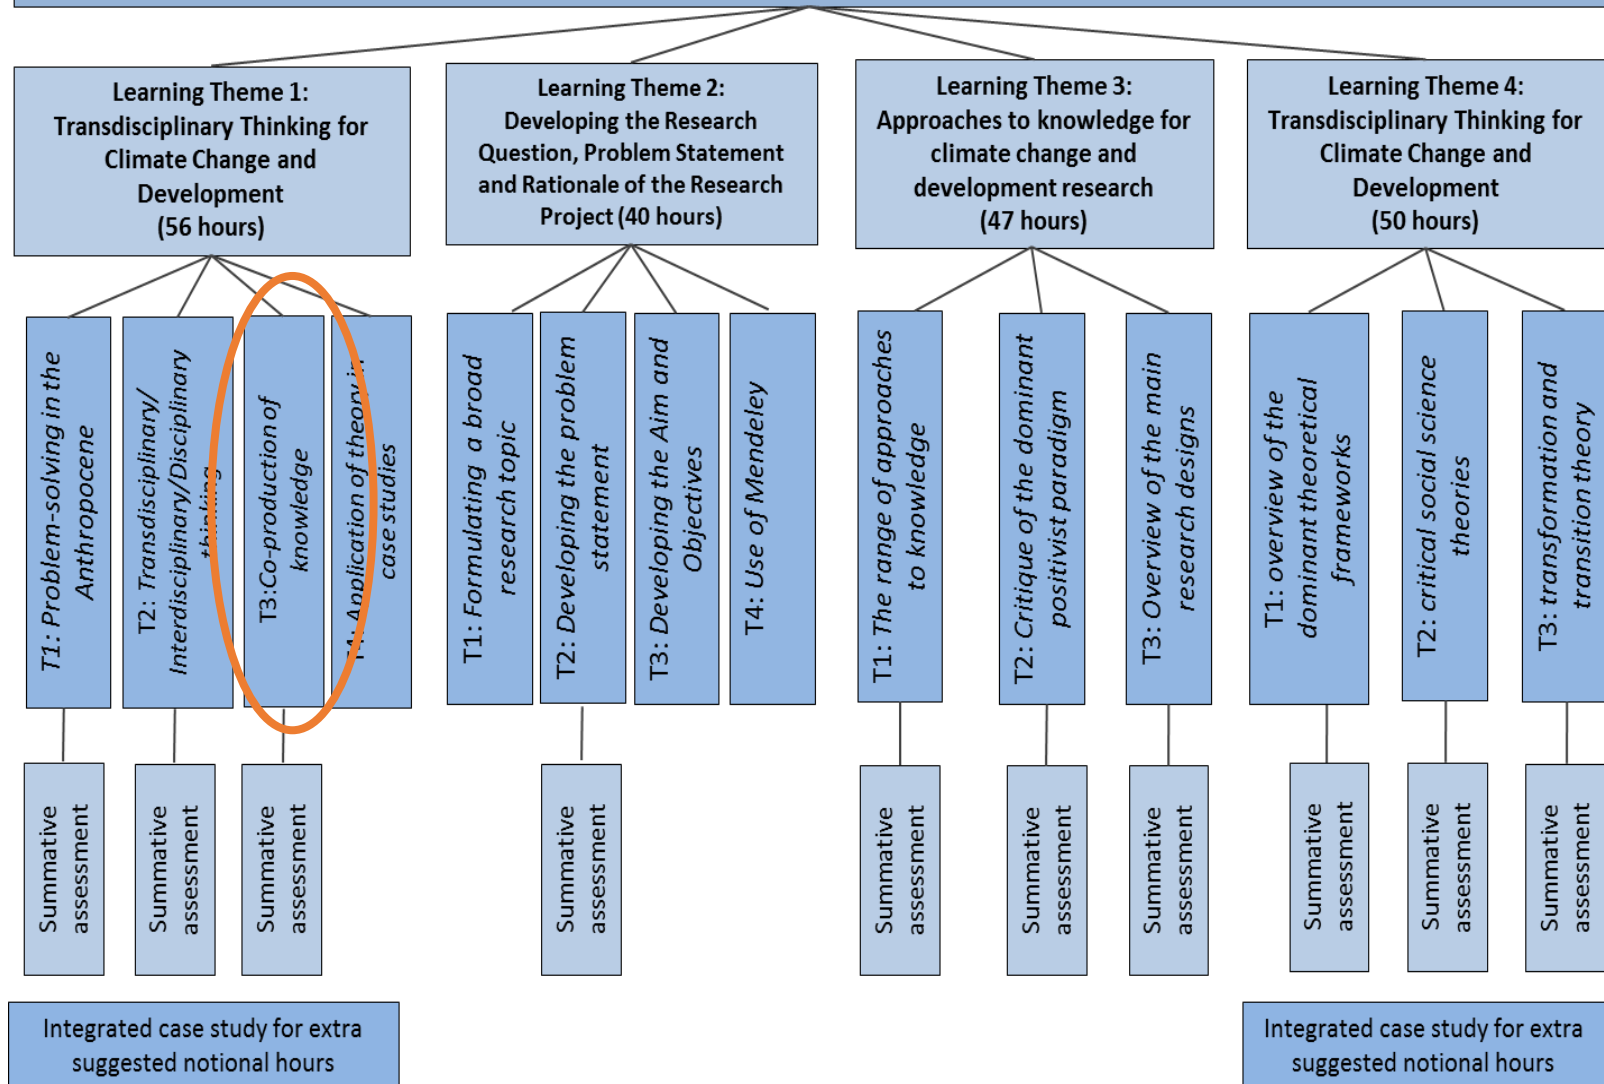 Learning Theme 1:
Transdisciplinary Thinking for
Climate Change and
Development
(56 hours)
Learning Theme 2:
Developing the Research
Question, Problem Statement
and Rationale of the Research
Project (40 hours)
Learning Theme 3:
Approaches to knowledge for
climate change and
development research
(47 hours)
Learning Theme 4:
Transdisciplinary Thinking for
Climate Change and
Development
(50 hours)
T1: Problem-solving in the
Anthropocene
T2: Transdisciplinary/
Interdisciplinary/Disciplinary
thinking
T3:Co-production of
knowledge
T4: Application of theory in
case studies
T1: Formulating a broad
research topic
T2: Developing the problem
statement
T3: Developing the Aim and
Objectives
T4: Use of Mendeley
T1: The range of approaches
to knowledge
T2: Critique of the dominant
positivist paradigm
T3: Overview of the main
research designs
T1: overview of the
dominant theoretical
frameworks
T2: critical social science
theories
T3: transformation and
transition theory
Summative
assessment
Summative
assessment
Summative
assessment
Summative
assessment
Summative
assessment
Summative
assessment
Summative
assessment
Summative
assessment
Summative
assessment
Summative
assessment
Integrated case study for extra
suggested notional hours
Integrated case study for extra
suggested notional hours